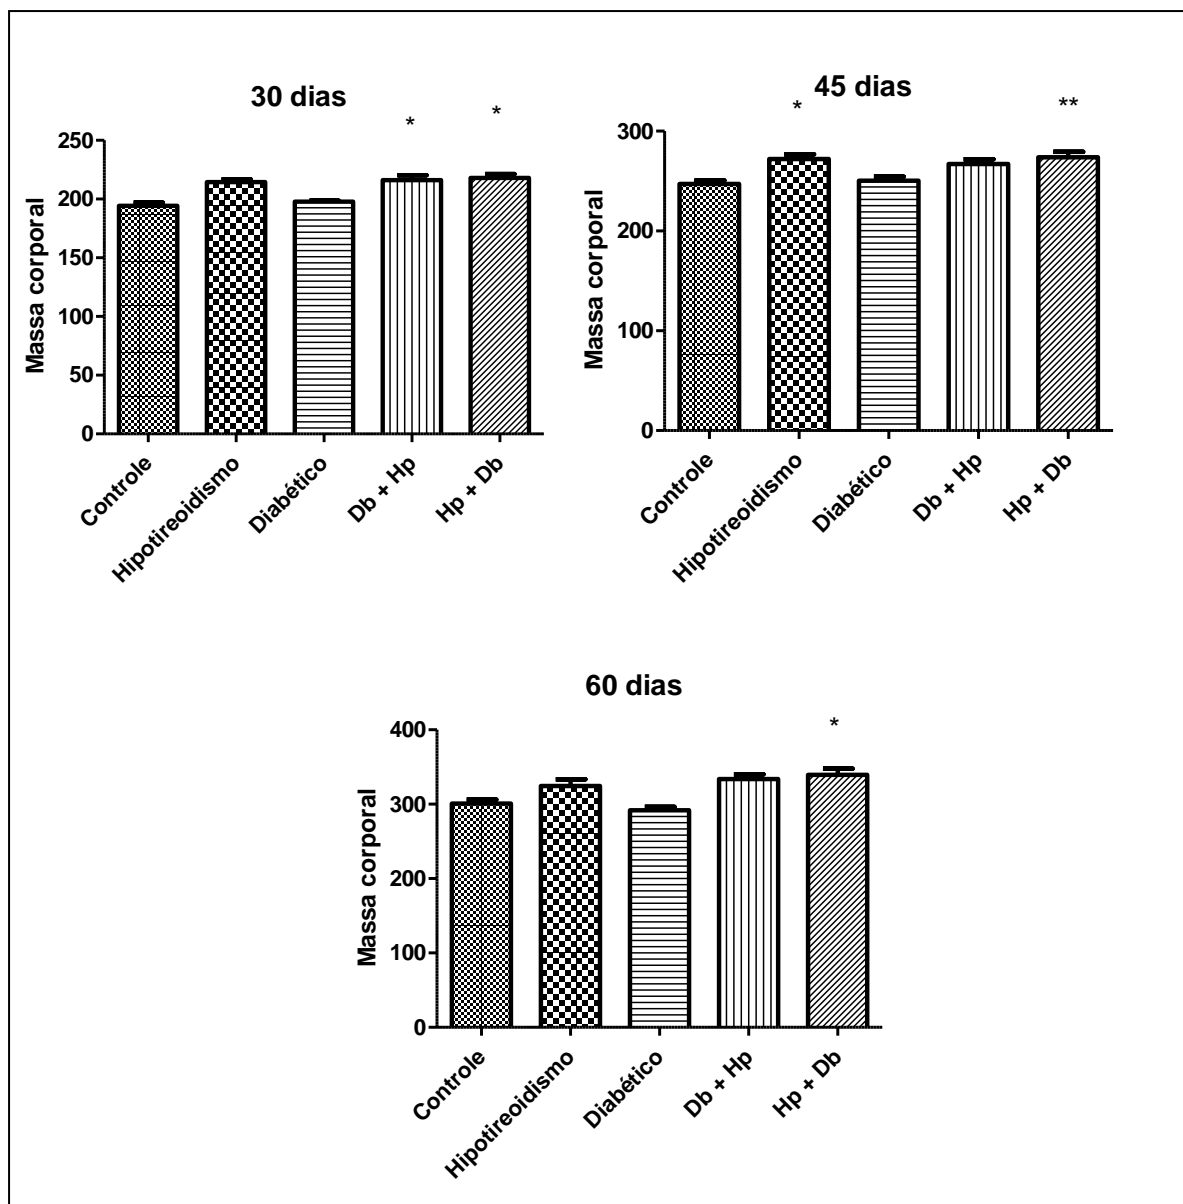 30 dias
*
*
Massa corporal
250
200
150
100
50
0
Controle
Hipotireoidismo
Diabético
Db + Hp
Hp + Db
45 dias
*
**
Massa corporal
300
200
100
0
Controle
Hipotireoidismo
Diabético
Db + Hp
Hp + Db
60 dias
*
Massa corporal
400
300
200
100
0
Controle
Hipotireoidismo
Diabético
Db + Hp
Hp + Db